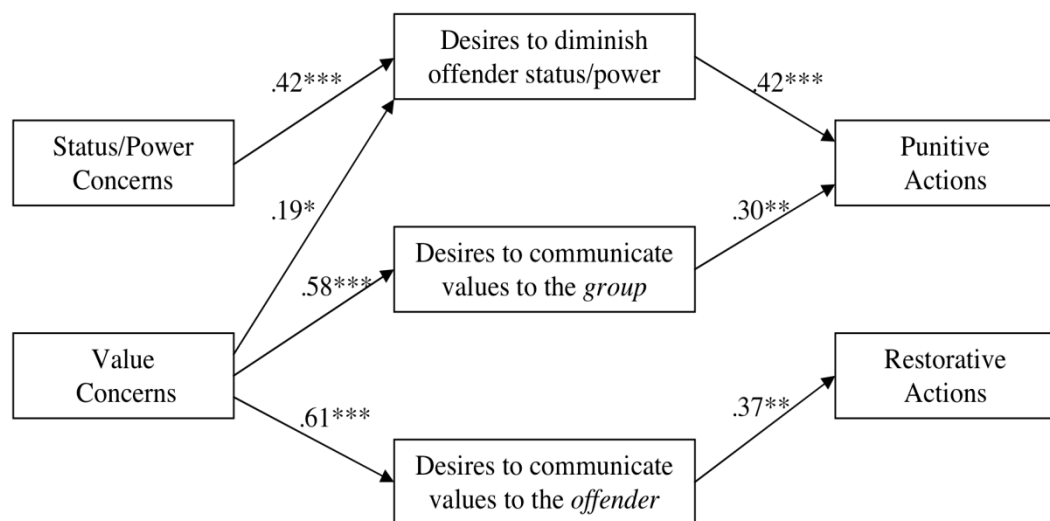 Desires to diminish
offender status/power
.42***
.42***
Status/Power
Concerns
Punitive
Actions
.19*
.30**
Desires to communicate
values to the group
.58***
Value
Concerns
Restorative
Actions
.61***
.37**
Desires to communicate
values to the offender